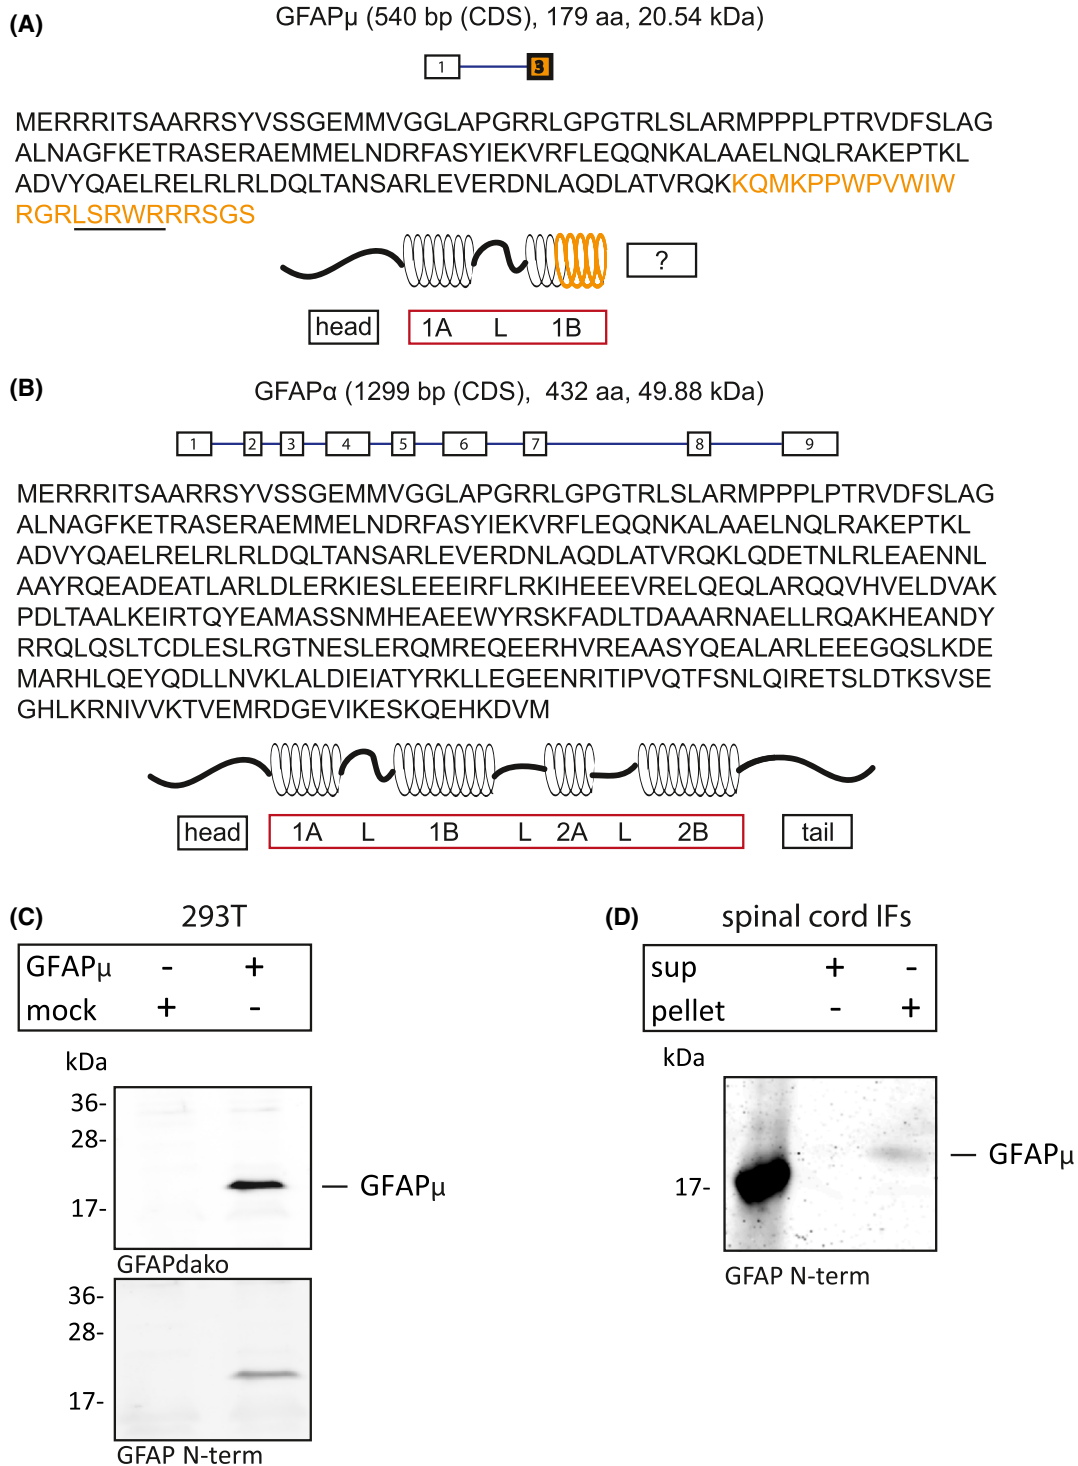 (A)
GFAPμ (540 bp (CDS), 179 aa, 20.54 kDa)
1 3
MERRRITSAARRSYVSSGEMMVGGLAPGRRLGPGTRLSLARMPPPLPTRVDFSLAG
ALNAGFKETRASERAEMMELNDRFASYIEKVRFLEQQNKALAAELNQLRAKEPTKL
ADVYQAELRELRLRLDQLTANSARLEVERDNLAQDLATVRQKKQMKPPWPVWIW
RGRLSRWRRRSGS
?
head 1A L 1B
(B)
GFAPα (1299 bp (CDS), 432 aa, 49.88 kDa)
1 2 3 4 5 6 7 8 9
MERRRITSAARRSYVSSGEMMVGGLAPGRRLGPGTRLSLARMPPPLPTRVDFSLAG
ALNAGFKETRASERAEMMELNDRFASYIEKVRFLEQQNKALAAELNQLRAKEPTKL
ADVYQAELRELRLRLDQLTANSARLEVERDNLAQDLATVRQKLQDETNLRLEAENNL
AAYRQEADEATLARLDLERKIESLEEEIRFLRKIHEEEVRELQEQLARQQVHVELDVAK
PDLTAALKEIRTQYEAMASSNMHEAEEWYRSKFADLTDAAARNAELLRQAKHEANDY
RRQLQSLTCDLESLRGTNESLERQMREQEERHVREAASYQEALARLEEEGQSLKDE
MARHLQEYQDLLNVKLALDIEIATYRKLLEGEENRITIPVQTFSNLQIRETSLDTKSVSE
GHLKRNIVVKTVEMRDGEVIKESKQEHKDVM
head 1A L 1B L 2A L 2B tail
(C) 293T
GFAPμ - +
mock + -
kDa
36-
28-
17-
GFAPμ
GFAPdako
36-
28-
17-
GFAP N-term
(D) spinal cord IFs
sup + -
pellet - +
kDa
17-
GFAPμ
GFAP N-term